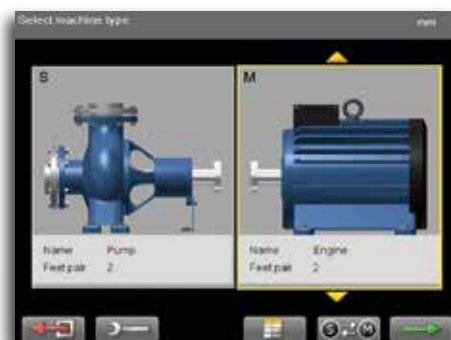 Select machine type
mm
S
M
Name Pump
Feet pair 2
Name Engine
Feet pair 2
S M